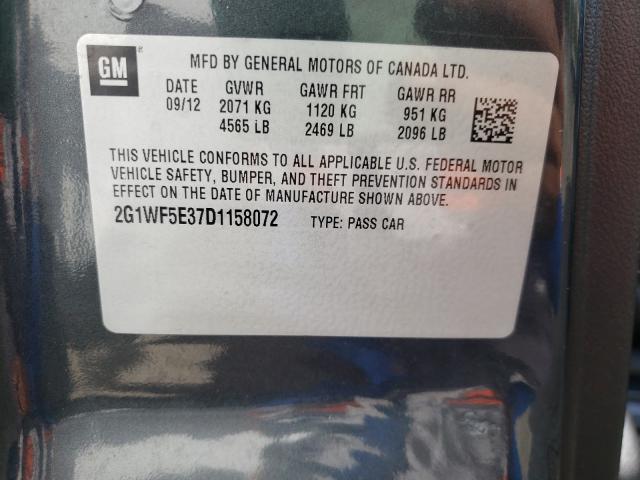 GM
MFD BY GENERAL MOTORS OF CANADA LTD.
DATE GVWR GAWR FRT GAWR RR
09/12 2071 KG 1120 KG 951 KG
4565 LB 2469 LB 2096 LB
THIS VEHICLE CONFORMS TO ALL APPLICABLE U.S. FEDERAL MOTOR
VEHICLE SAFETY, BUMPER, AND THEFT PREVENTION STANDARDS IN
EFFECT ON THE DATE OF MANUFACTURE SHOWN ABOVE.
2G1WF5E37D1158072 TYPE: PASS CAR